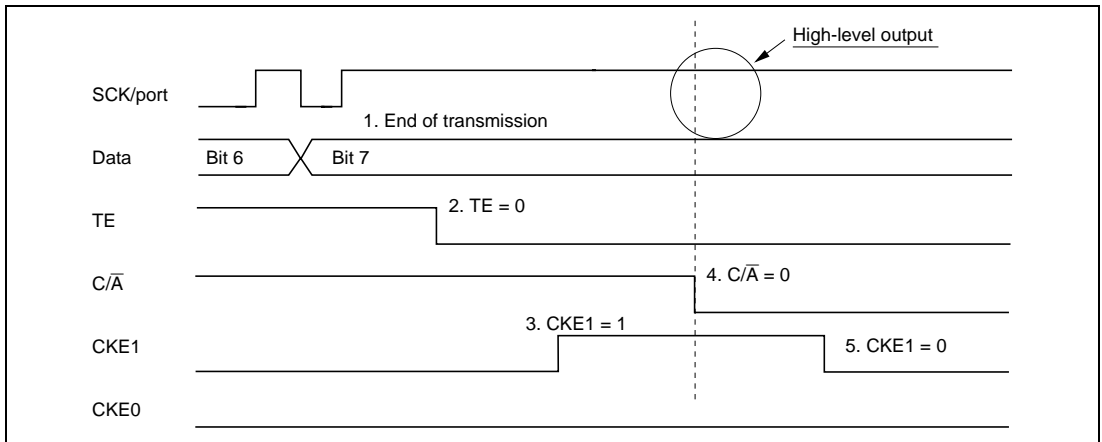 High-level output
SCK/port
1. End of transmission
Data
Bit 6
Bit 7
TE
2. TE = 0
C/A̅
4. C/A̅ = 0
3. CKE1 = 1
CKE1
5. CKE1 = 0
CKE0